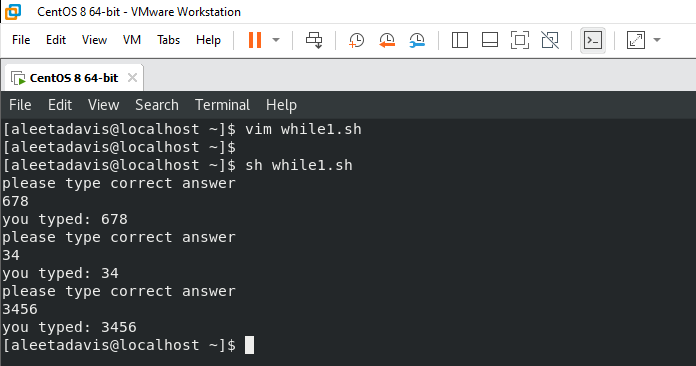 CentOS 8 64-bit - VMware Workstation
File Edit View VM Tabs Help
CentOS 8 64-bit
File Edit View Search Terminal Help
[aleetadavis@localhost ~]$ vim while1.sh
[aleetadavis@localhost ~]$
[aleetadavis@localhost ~]$ sh while1.sh
please type correct answer
678
you typed: 678
please type correct answer
34
you typed: 34
please type correct answer
3456
you typed: 3456
[aleetadavis@localhost ~]$